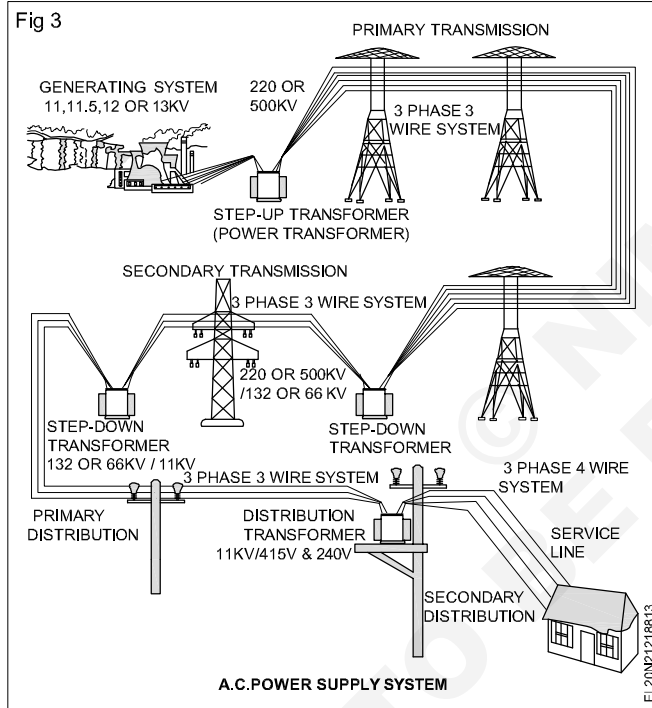 Fig 3
PRIMARY TRANSMISSION
GENERATING SYSTEM
11,11.5,12 OR 13KV
220 OR
500KV
3 PHASE 3
WIRE SYSTEM
STEP-UP TRANSFORMER
(POWER TRANSFORMER)
SECONDARY TRANSMISSION
3 PHASE 3 WIRE SYSTEM
220 OR 500KV
/132 OR 66 KV
STEP-DOWN
TRANSFORMER
132 OR 66KV / 11KV
STEP-DOWN
TRANSFORMER
3 PHASE 3 WIRE SYSTEM
3 PHASE 4 WIRE
SYSTEM
PRIMARY
DISTRIBUTION
DISTRIBUTION
TRANSFORMER
11KV/415V & 240V
SERVICE
LINE
SECONDARY
DISTRIBUTION
A.C.POWER SUPPLY SYSTEM